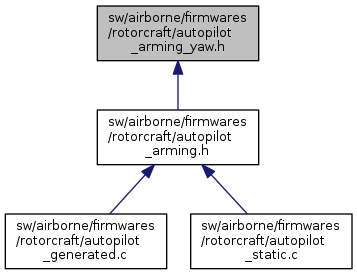 sw/airborne/firmwares
/rotorcraft/autopilot
_arming_yaw.h
sw/airborne/firmwares
/rotorcraft/autopilot
_arming.h
sw/airborne/firmwares
/rotorcraft/autopilot
_generated.c
sw/airborne/firmwares
/rotorcraft/autopilot
_static.c